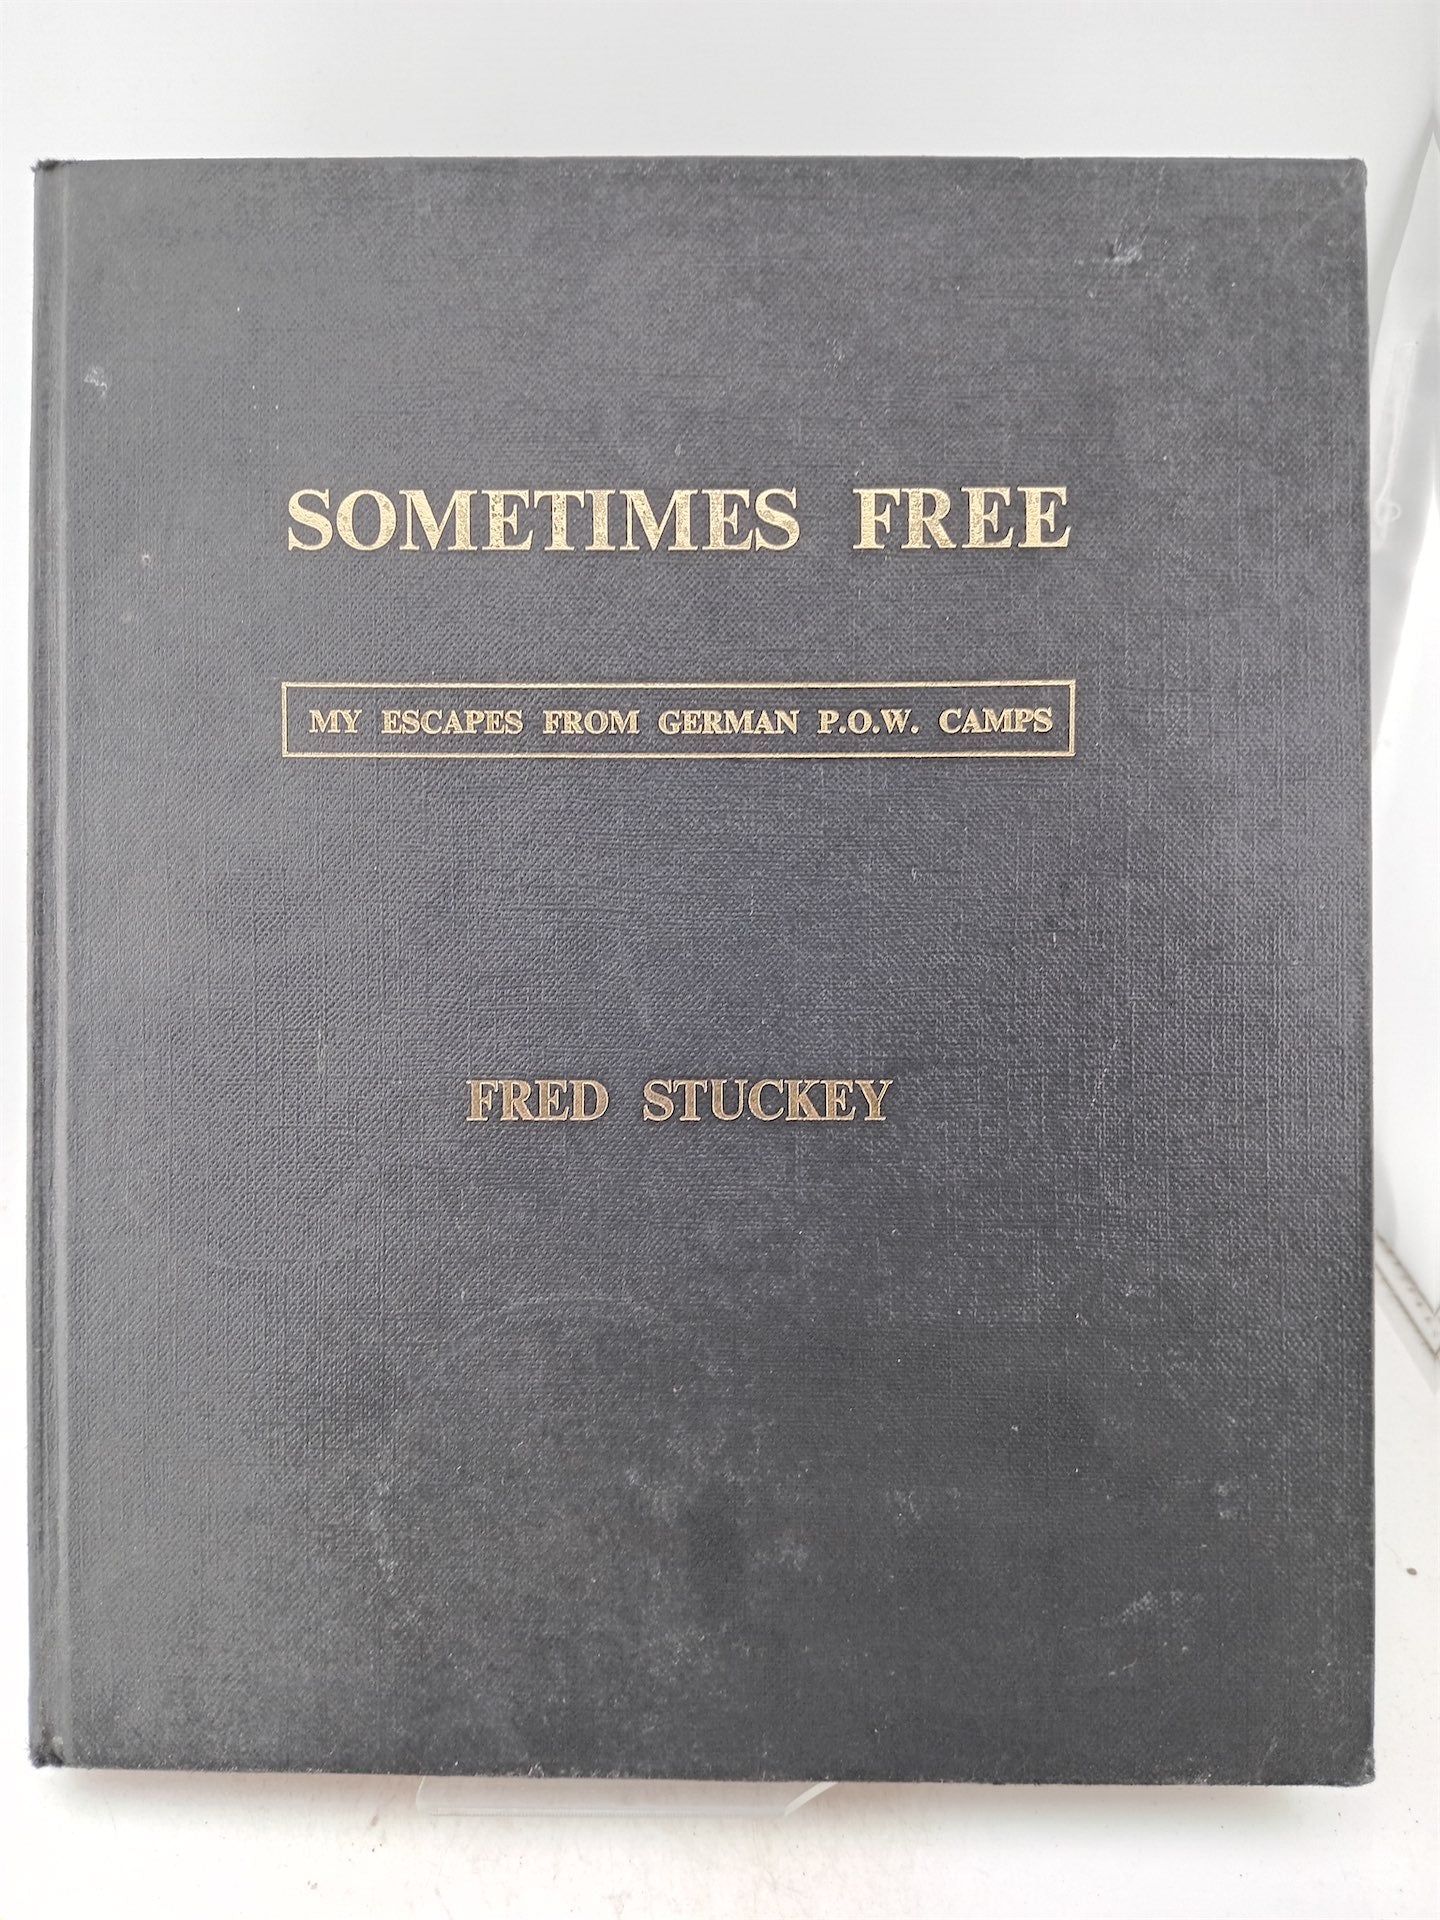 SOMETIMES FREE
MY ESCAPES FROM GERMAN P.O.W. CAMPS
FRED STUCKEY